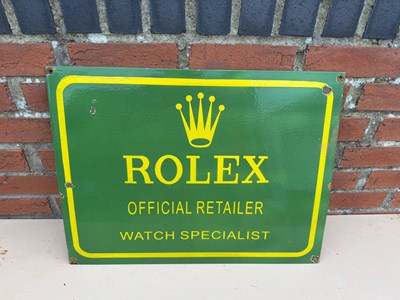 ROLEX
OFFICIAL RETAILER
WATCH SPECIALIST